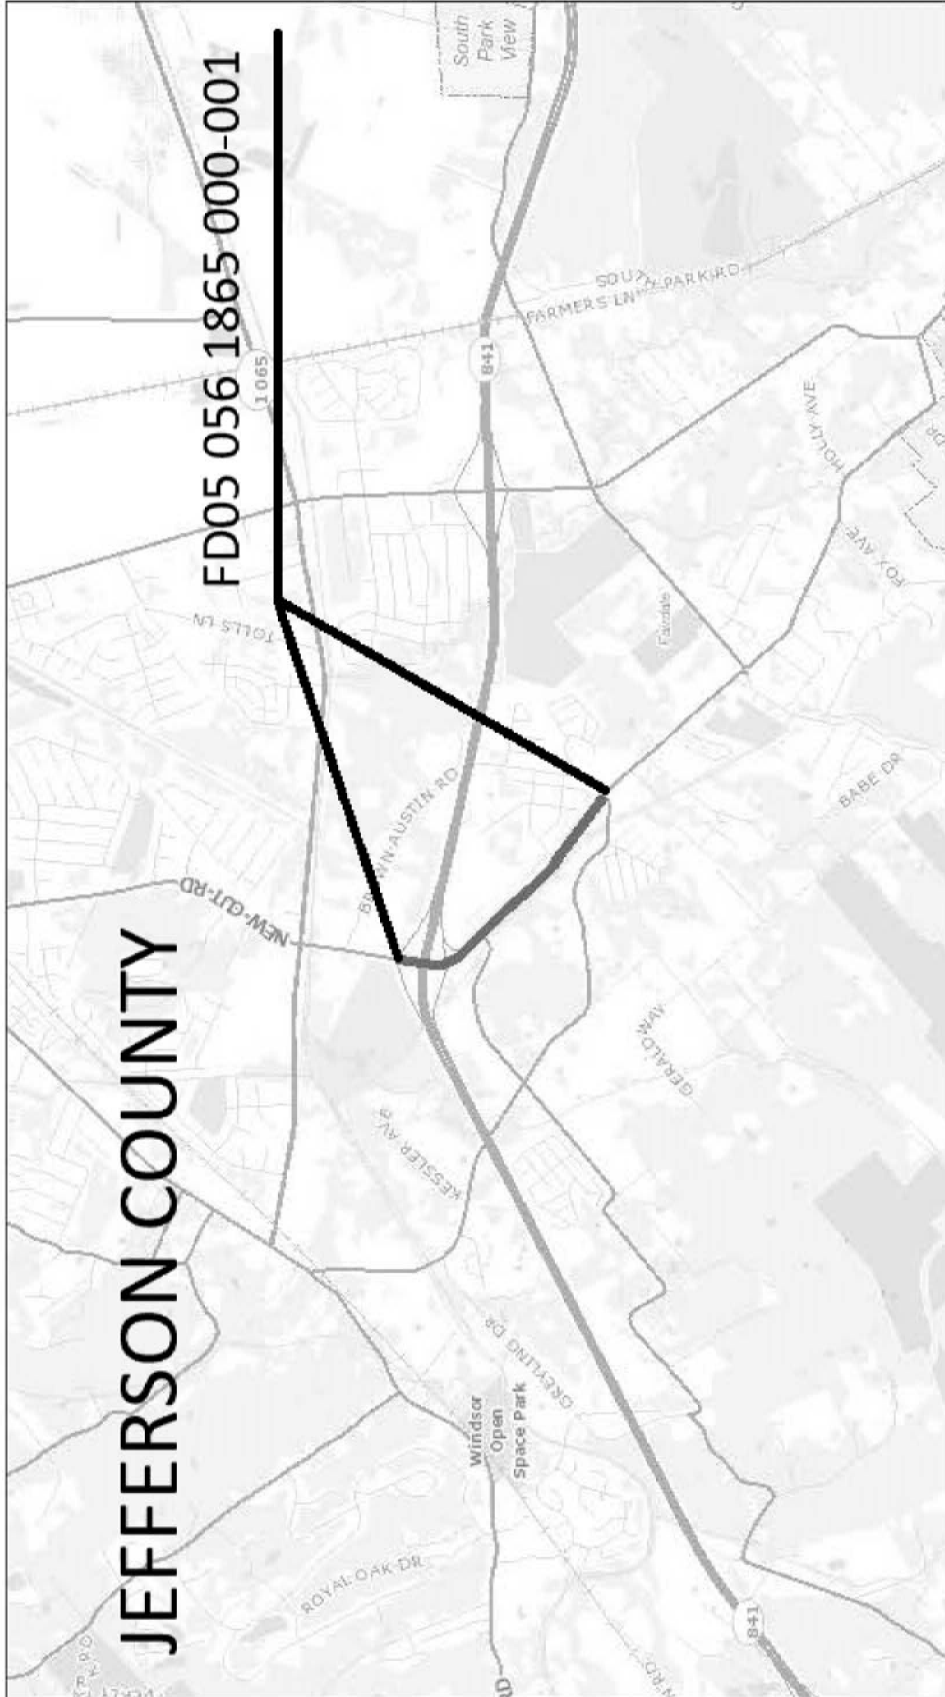 JEFFERSON COUNTY
FD05 056 1865 000-001
South
Park
View
1065
841
SOUTH PARK RD
FARMERS LN
TOLLS LN
NEW-CUT-RD
AUSTIN RD
HOLLY AVE
FOX AVE
DR
Fairdale
BABE DR
GERALD WAY
KESSLER AVE
GREYLING DR
Windsor
Open
Space Park
ROYAL OAK DR
841